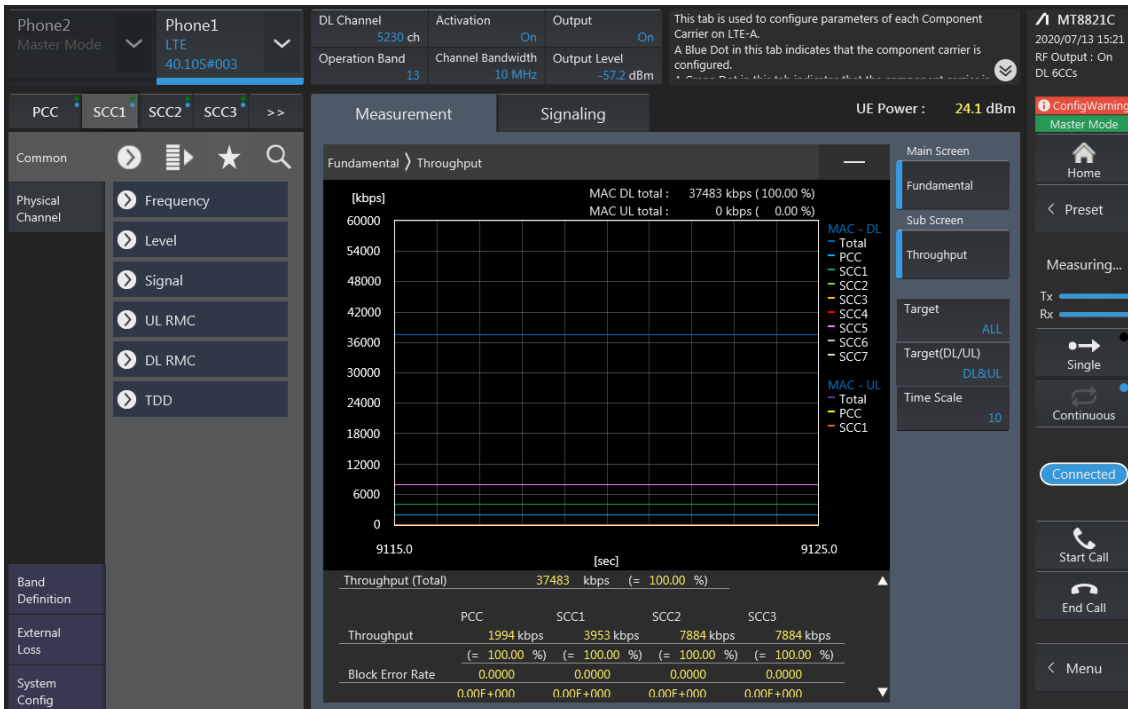 Phone2
Master Mode
Phone1
LTE
40.10S#003
DL Channel
5230 ch
Activation
On
Output
On
Operation Band
13
Channel Bandwidth
10 MHz
Output Level
-57.2 dBm
This tab is used to configure parameters of each Component
Carrier on LTE-A.
A Blue Dot in this tab indicates that the component carrier is
configured.
MT8821C
2020/07/13 15:21
RF Output : On
DL 6CCs
PCC SCC1 SCC2 SCC3 >>
Measurement Signaling
UE Power : 24.1 dBm
ConfigWarning
Master Mode
Common
Physical
Channel
Frequency
Level
Signal
UL RMC
DL RMC
TDD
Band
Definition
External
Loss
System
Config
Fundamental ⟩ Throughput
[kbps]
MAC DL total : 37483 kbps (100.00 %)
MAC UL total : 0 kbps ( 0.00 %)
60000
54000
48000
42000
36000
30000
24000
18000
12000
6000
0
9115.0
9125.0
[sec]
MAC - DL
Total
PCC
SCC1
SCC2
SCC3
SCC4
SCC5
SCC6
SCC7
MAC - UL
Total
PCC
SCC1
Throughput (Total) 37483 kbps (= 100.00 %)
PCC SCC1 SCC2 SCC3
Throughput 1994 kbps 3953 kbps 7884 kbps 7884 kbps
(= 100.00 %) (= 100.00 %) (= 100.00 %) (= 100.00 %)
Block Error Rate 0.0000 0.0000 0.0000 0.0000
0.00E+000 0.00E+000 0.00E+000 0.00E+000
Main Screen
Fundamental
Sub Screen
Throughput
Target
ALL
Target(DL/UL)
DL&UL
Time Scale
10
Home
< Preset
Measuring...
Tx
Rx
Single
Continuous
Connected
Start Call
End Call
< Menu